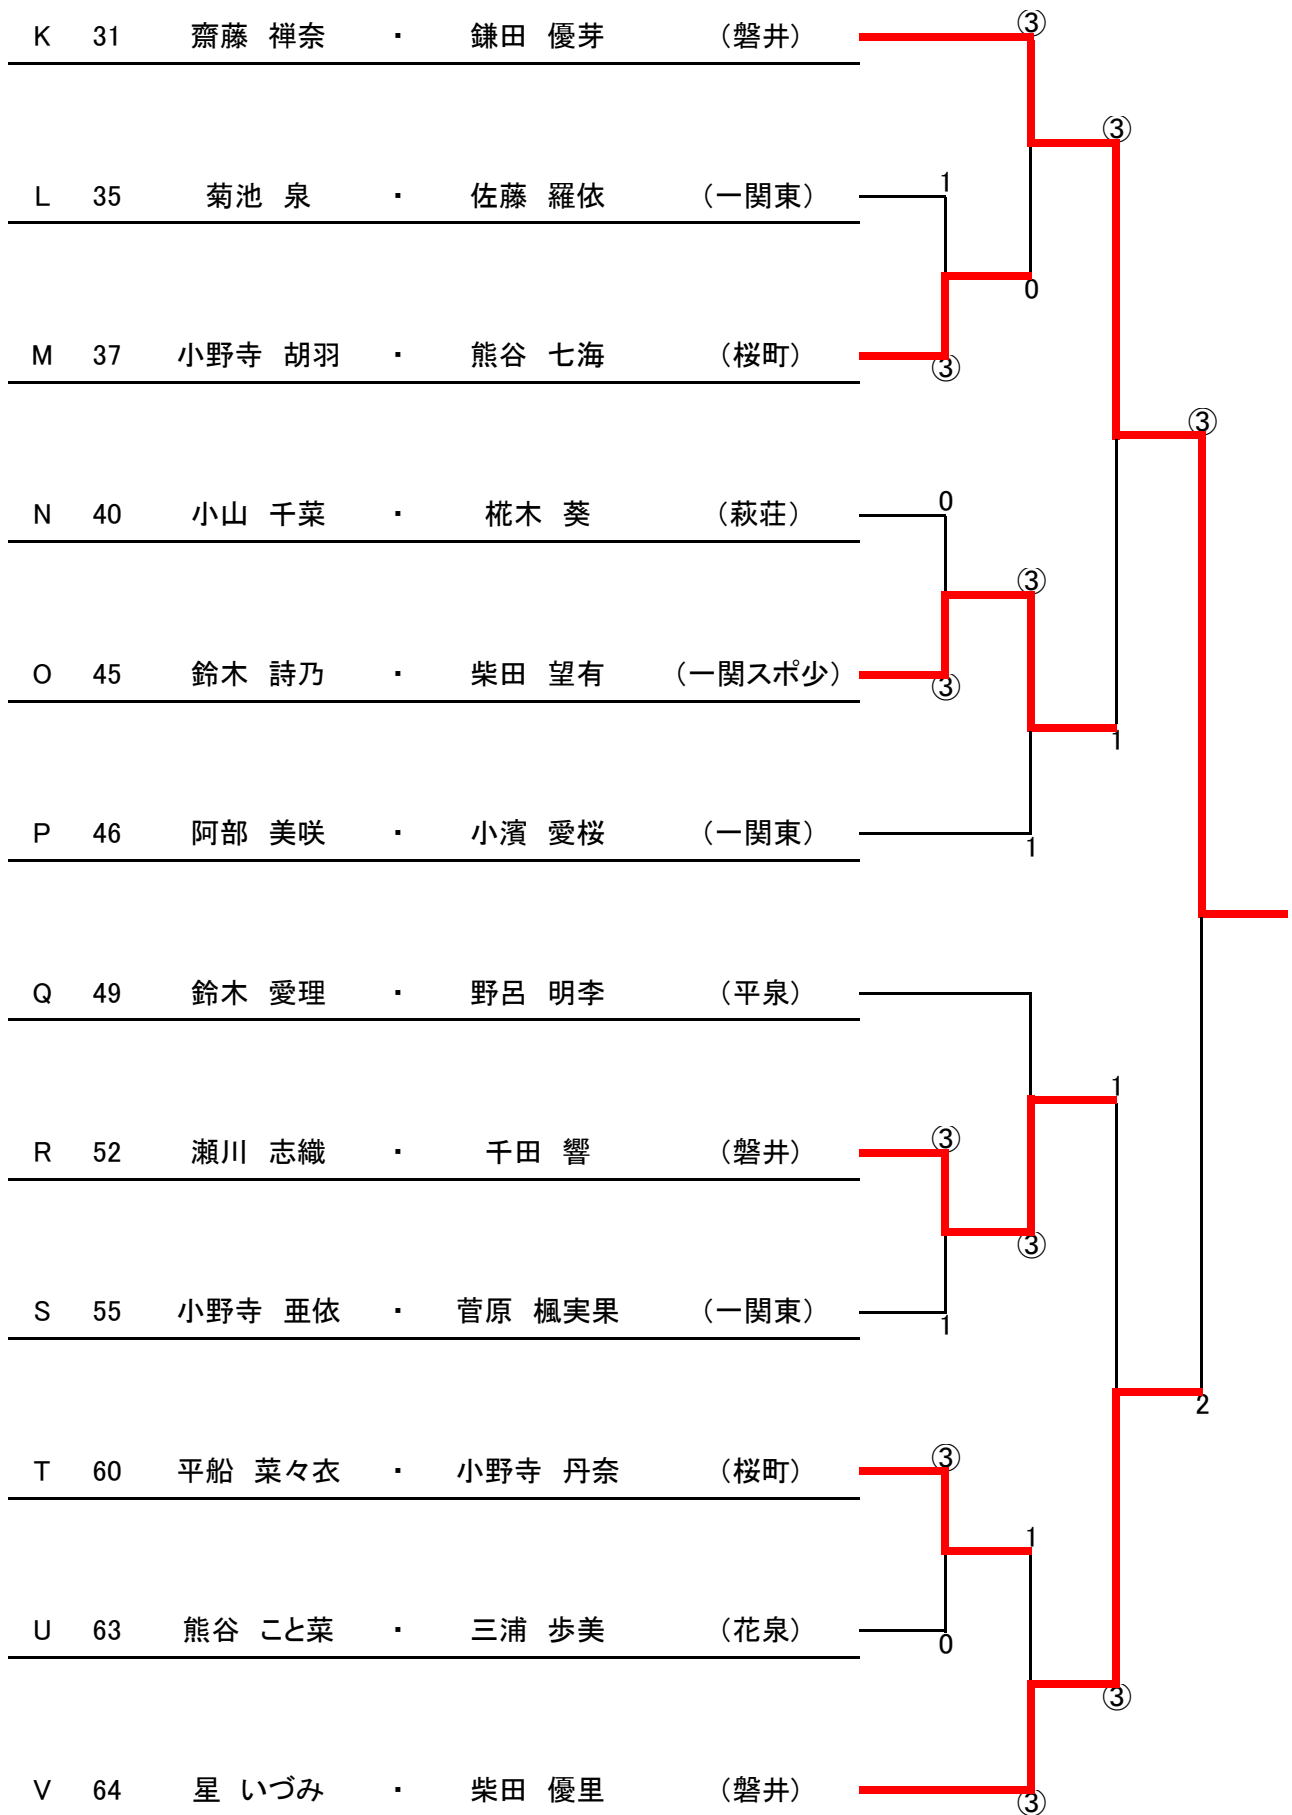 ③
K 31 齋藤 禅奈 ・ 鎌田 優芽 （磐井）
③
1
L 35 菊池 泉 ・ 佐藤 羅依 （一関東）
0
M 37 小野寺 胡羽 ・ 熊谷 七海 （桜町）
③
③
0
N 40 小山 千菜 ・ 椛木 葵 （萩荘）
③
O 45 鈴木 詩乃 ・ 柴田 望有 （一関スポ少）
③
1
P 46 阿部 美咲 ・ 小濱 愛桜 （一関東）
1
Q 49 鈴木 愛理 ・ 野呂 明李 （平泉）
1
③
R 52 瀬川 志織 ・ 千田 響 （磐井）
③
S 55 小野寺 亜依 ・ 菅原 楓実果 （一関東）
1
2
③
T 60 平船 菜々衣 ・ 小野寺 丹奈 （桜町）
1
U 63 熊谷 こと菜 ・ 三浦 歩美 （花泉）
0
③
V 64 星 いづみ ・ 柴田 優里 （磐井）
③